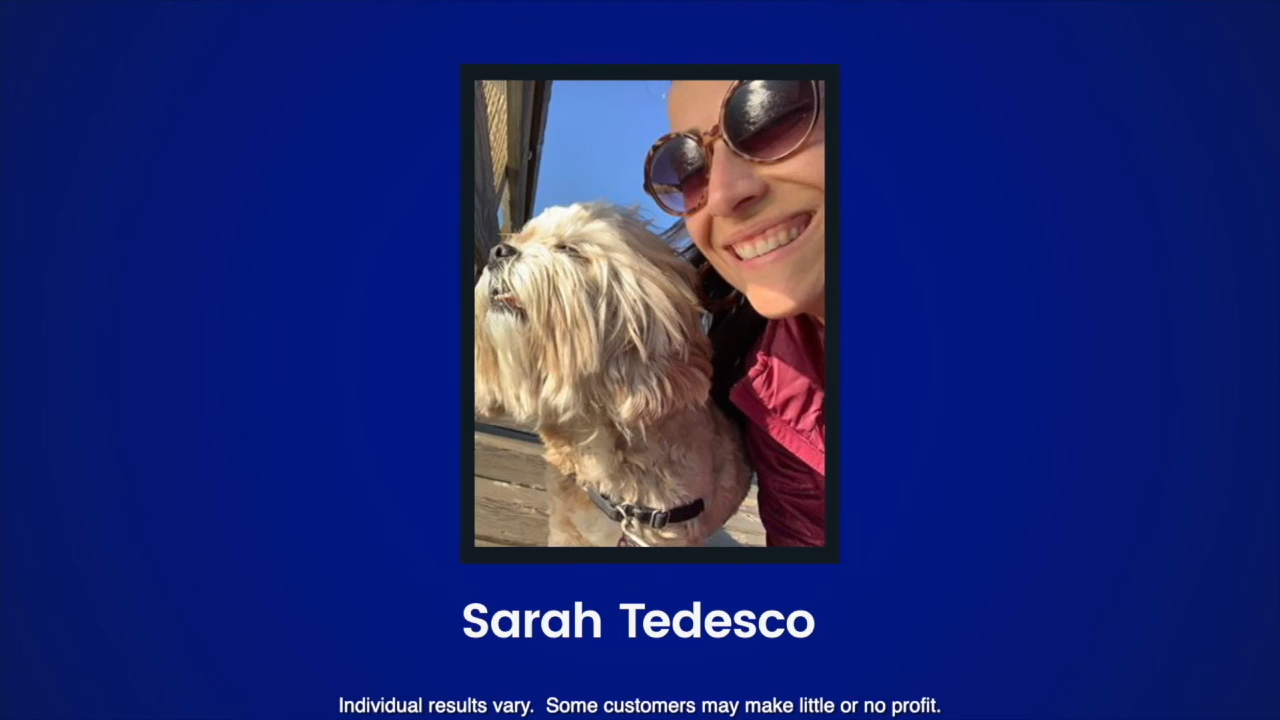 Sarah Tedesco
Individual results vary.  Some customers may make little or no profit.